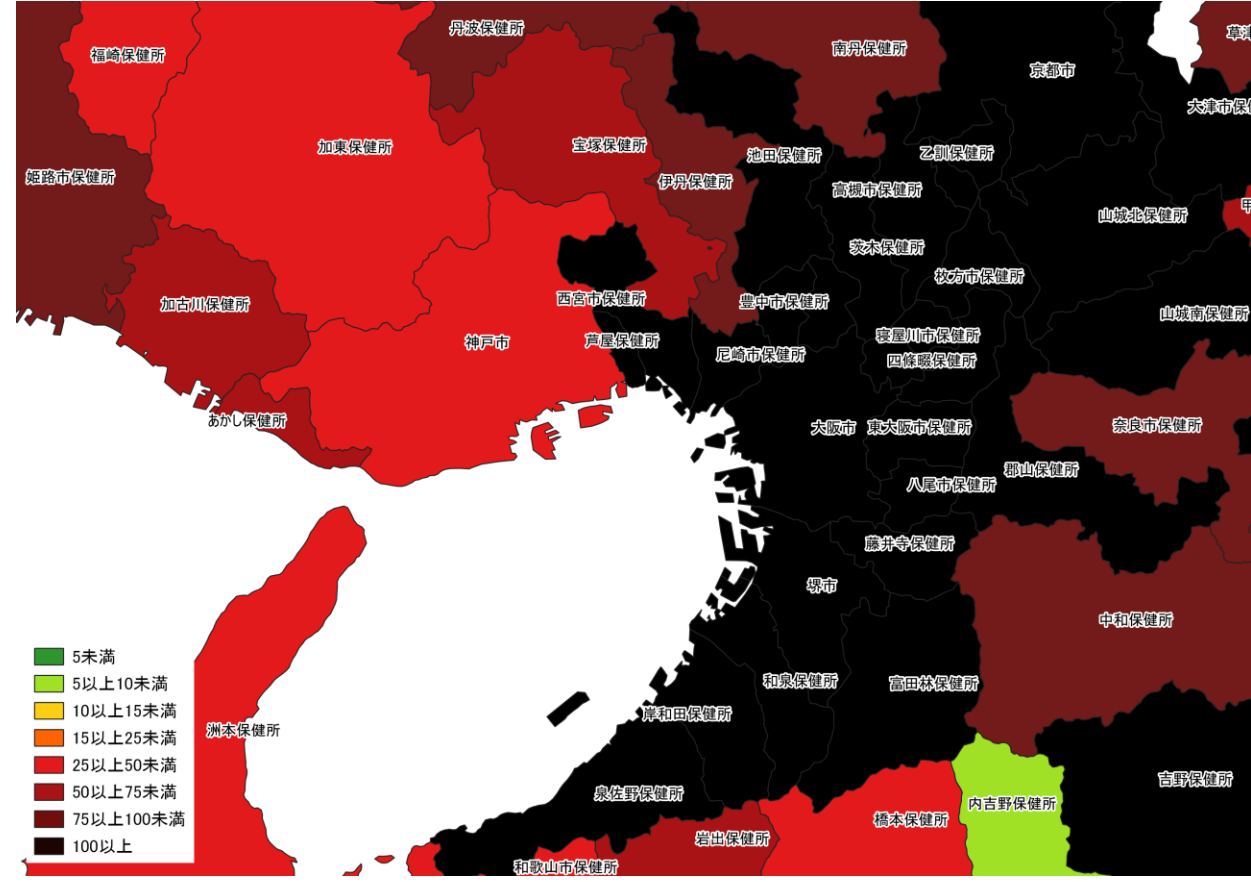 丹波保健所
草津
福崎保健所
南丹保健所
京都市
大津市保健
加東保健所
宝塚保健所
池田保健所
乙訓保健所
姫路市保健所
伊丹保健所
高槻市保健所
山城北保健所
甲
茨木保健所
枚方市保健所
加古川保健所
西宮市保健所
豊中市保健所
山城南保健所
神戸市
芦屋保健所
尼崎市保健所
寝屋川市保健所
四條畷保健所
あかし保健所
大阪市
東大阪市保健所
奈良市保健所
八尾市保健所
郡山保健所
藤井寺保健所
堺市
中和保健所
和泉保健所
富田林保健所
洲本保健所
岸和田保健所
泉佐野保健所
内吉野保健所
吉野保健所
橋本保健所
岩出保健所
和歌山市保健所
5未満
5以上10未満
10以上15未満
15以上25未満
25以上50未満
50以上75未満
75以上100未満
100以上